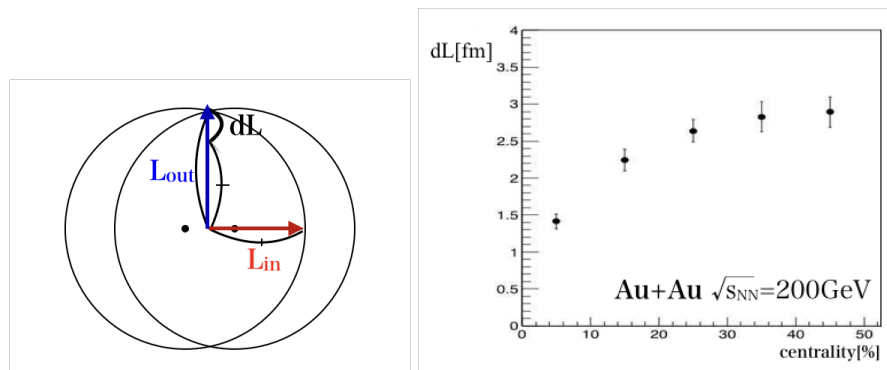 dL
Lout
Lin
dL[fm]
4
3.5
3
2.5
2
1.5
1
0.5
0
Au+Au √sNN=200GeV
0 10 20 30 40 50
centrality[%]